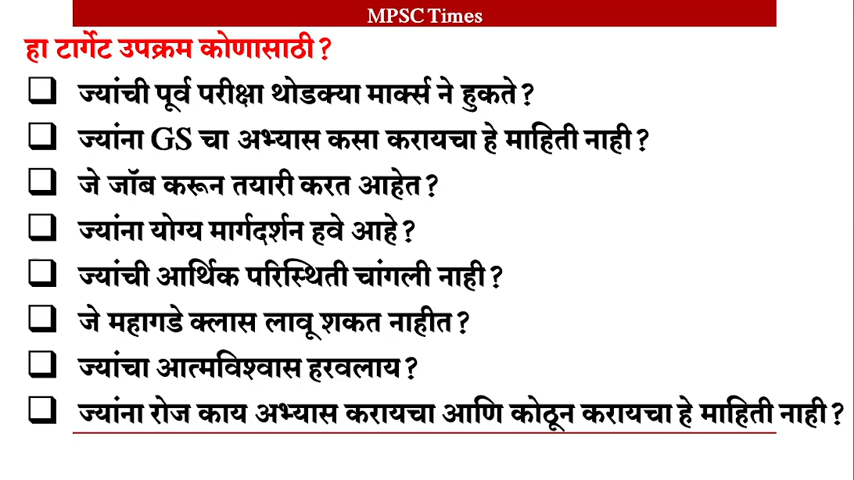 MPSC Times
हा टार्गेट उपक्रम कोणासाठी?
ज्यांची पूर्व परीक्षा थोडक्या मार्क्स ने हुकते?
ज्यांना GS चा अभ्यास कसा करायचा हे माहिती नाही?
जे जॉब करून तयारी करत आहेत?
ज्यांना योग्य मार्गदर्शन हवे आहे?
ज्यांची आर्थिक परिस्थिती चांगली नाही?
जे महागडे क्लास लावू शकत नाहीत?
ज्यांचा आत्मविश्वास हरवलाय?
ज्यांना रोज काय अभ्यास करायचा आणि कोठून करायचा हे माहिती नाही?